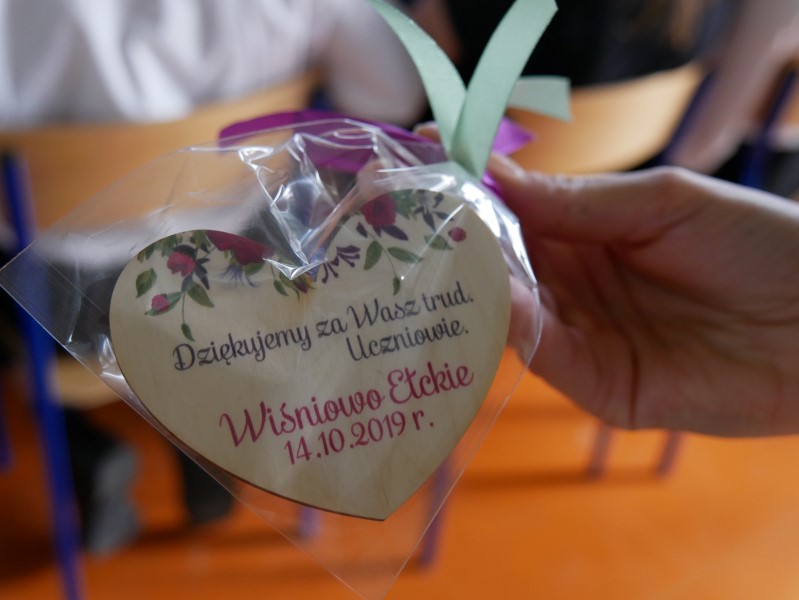 Dziękujemy za Wasz trud.
Uczniowie.
Wiśniowo Ełckie
14.10.2019 r.